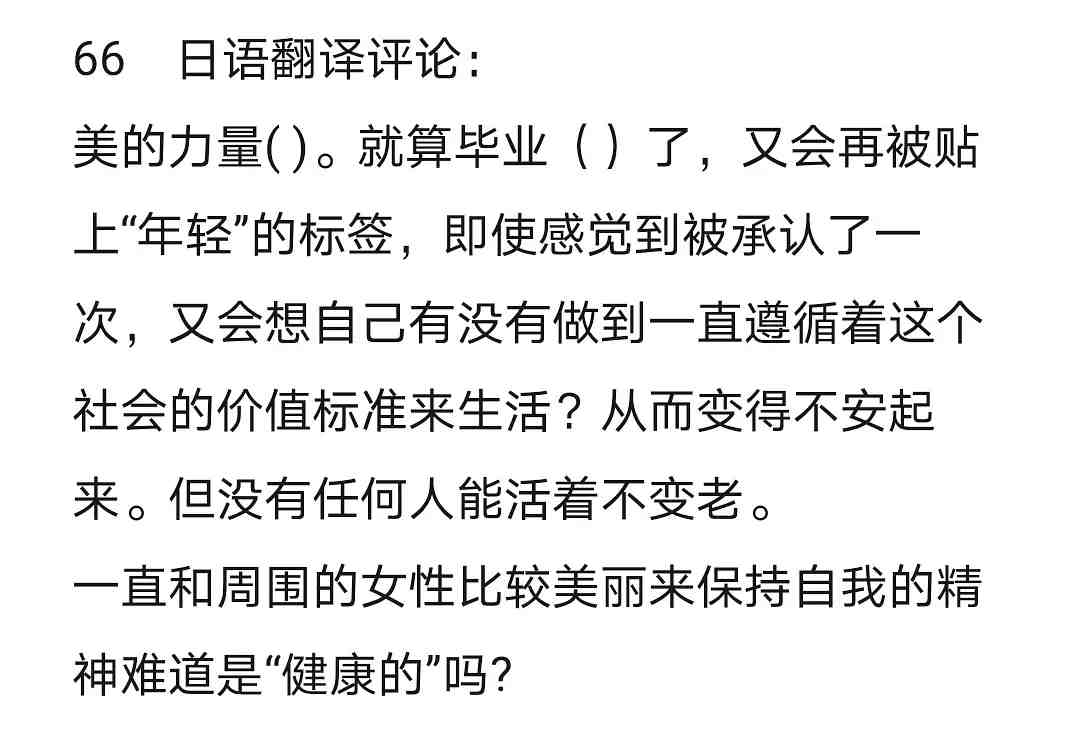 66 日语翻译评论：
美的力量( )。就算毕业（ ）了，又会再被贴
上“年轻”的标签，即使感觉到被承认了一
次，又会想自己有没有做到一直遵循着这个
社会的价值标准来生活？从而变得不安起
来。但没有任何人能活着不变老。
一直和周围的女性比较美丽来保持自我的精
神难道是“健康的”吗？